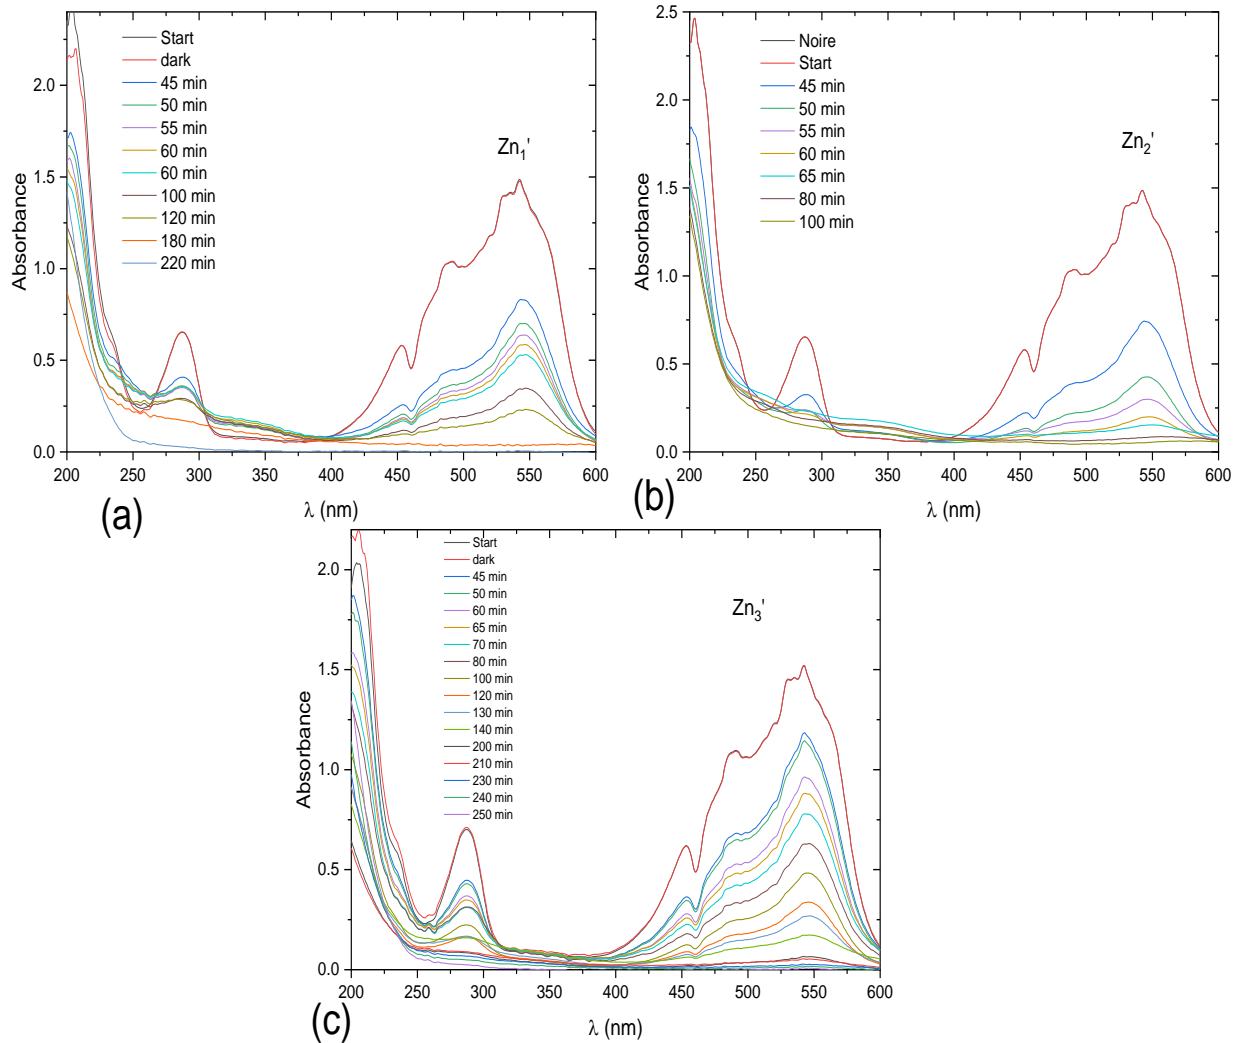 Start
dark
45 min
50 min
55 min
60 min
60 min
100 min
120 min
180 min
220 min
Zn₁'
Absorbance
2.0
1.5
1.0
0.5
0.0
200 250 300 350 400 450 500 550 600
λ (nm)
(a)
Noire
Start
45 min
50 min
55 min
60 min
65 min
80 min
100 min
Zn₂'
Absorbance
2.5
2.0
1.5
1.0
0.5
0.0
200 250 300 350 400 450 500 550 600
λ (nm)
(b)
Start
dark
45 min
50 min
60 min
65 min
70 min
80 min
100 min
120 min
130 min
140 min
200 min
210 min
230 min
240 min
250 min
Zn₃'
Absorbance
2.0
1.5
1.0
0.5
0.0
200 250 300 350 400 450 500 550 600
λ (nm)
(c)